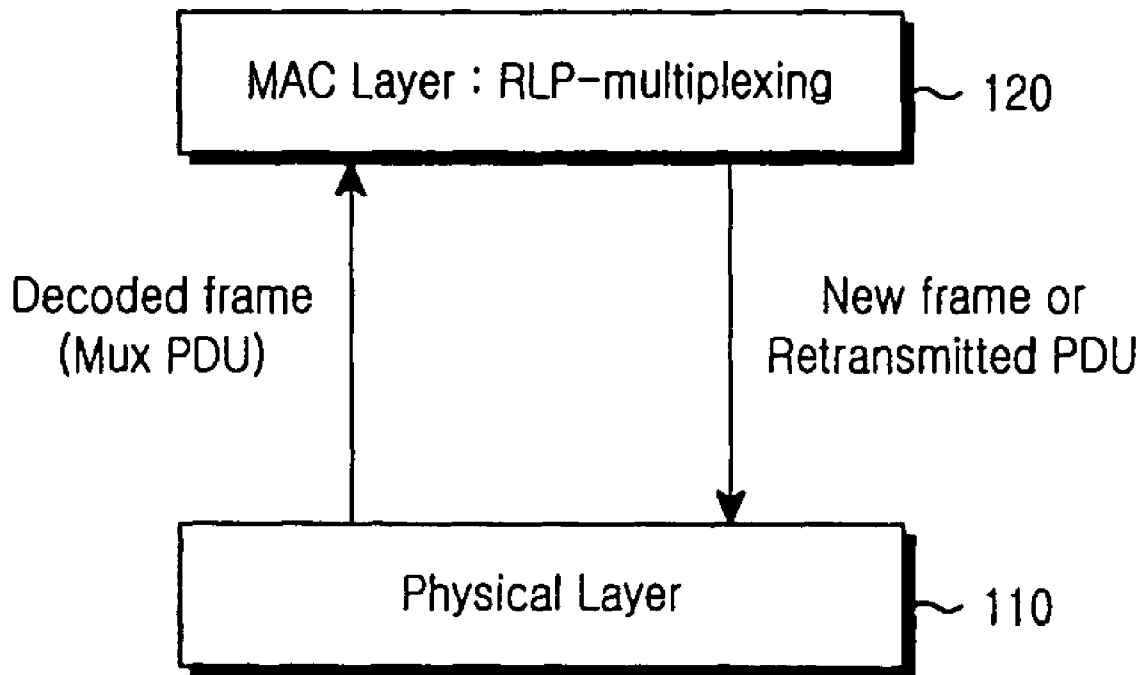 MAC Layer : RLP-multiplexing
120
Decoded frame
(Mux PDU)
New frame or
Retransmitted PDU
Physical Layer
110